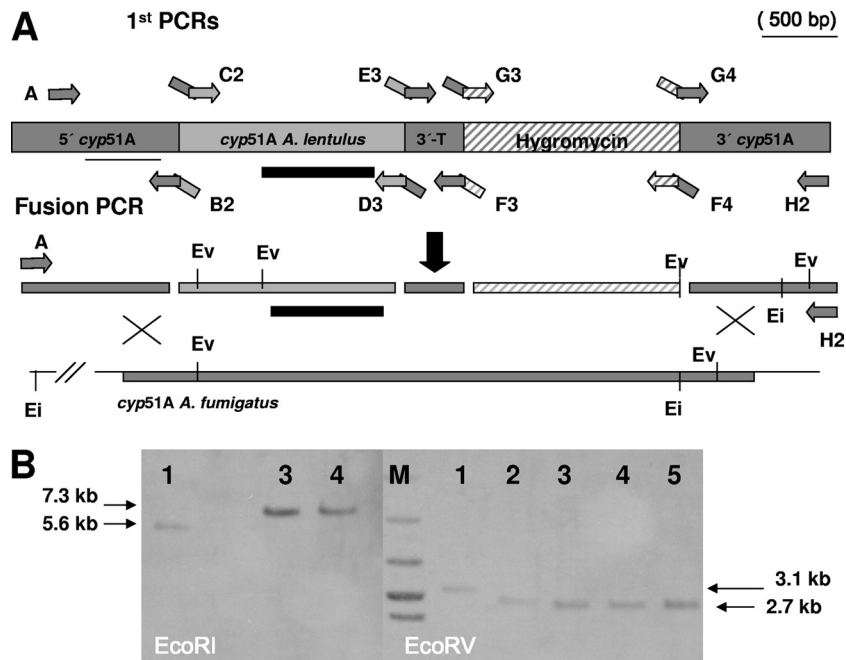 A
1st PCRs
( 500 bp)
A C2 E3 G3 G4
5´ cyp51A cyp51A A. lentulus 3´-T Hygromycin 3´ cyp51A
B2 D3 F3 F4 H2
Fusion PCR
A
Ev Ev Ev Ev
Ei
H2
Ev Ev
Ei
cyp51A A. fumigatus
Ei
B
1 3 4 M 1 2 3 4 5
7.3 kb
5.6 kb
3.1 kb
2.7 kb
EcoRI EcoRV